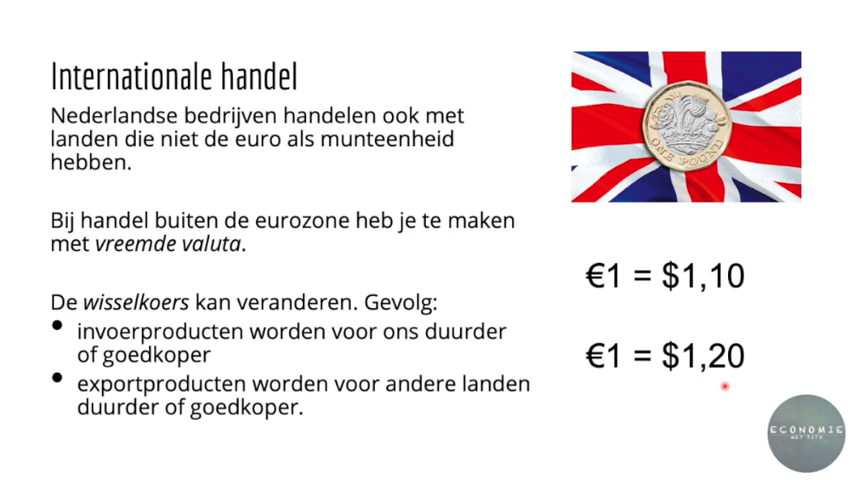 Internationale handel
Nederlandse bedrijven handelen ook met
landen die niet de euro als munteenheid
hebben.
Bij handel buiten de eurozone heb je te maken
met vreemde valuta.
De wisselkoers kan veranderen. Gevolg:
• invoerproducten worden voor ons duurder
of goedkoper
• exportproducten worden voor andere landen
duurder of goedkoper.
ONE POUND
€1 = $1,10
€1 = $1,20
ECONOMIE
MET TITU